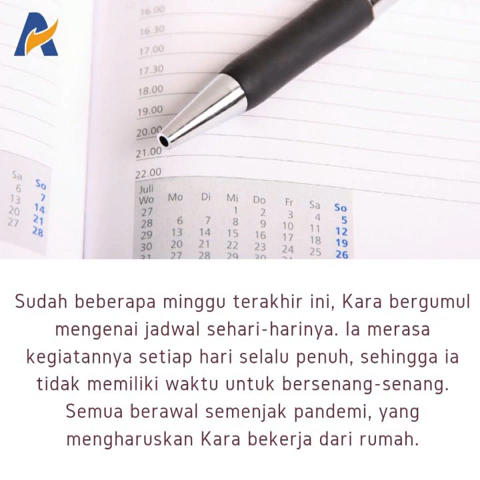 16.00
16.30
17.00
17.30
18.00
19.00
20.00
21.00
22.00
Juli
Wo Mo Di Mi Do Fr Sa So
27 1 2 3 4 5
28 6 7 8 9 10 11 12
29 13 14 15 16 17 18 19
30 20 21 22 23 24 25 26
31 27 28 29 30
Sa So
6 7
13 14
20 21
27 28
Sudah beberapa minggu terakhir ini, Kara bergumul
mengenai jadwal sehari-harinya. Ia merasa
kegiatannya setiap hari selalu penuh, sehingga ia
tidak memiliki waktu untuk bersenang-senang.
Semua berawal semenjak pandemi, yang
mengharuskan Kara bekerja dari rumah.